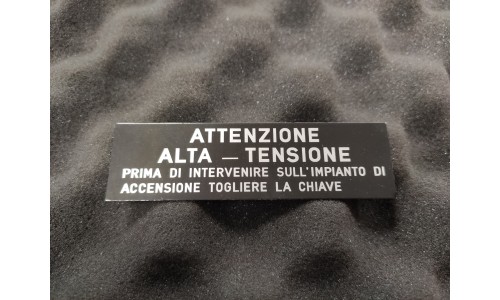 ATTENZIONE
ALTA – TENSIONE
PRIMA DI INTERVENIRE SULL'IMPIANTO DI
ACCENSIONE TOGLIERE LA CHIAVE